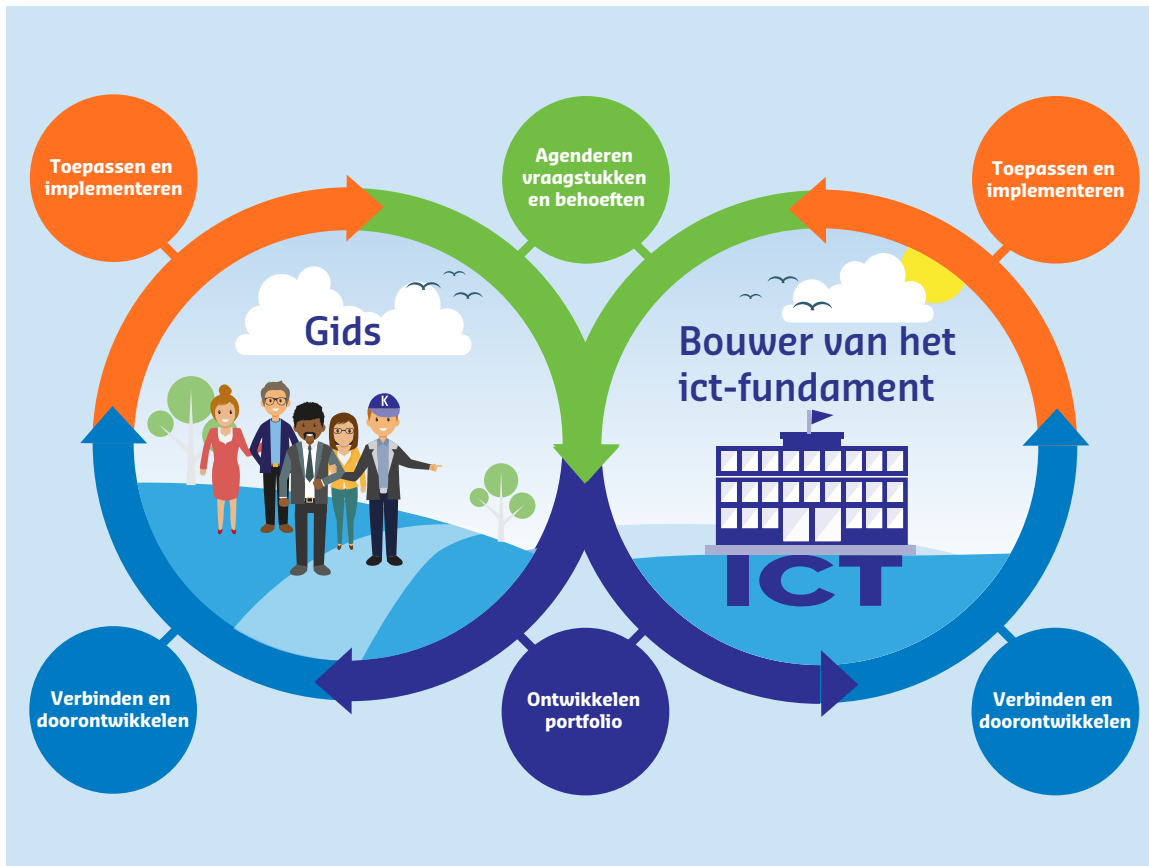 Toepassen en
implementeren
Agenderen
vraagstukken
en behoeften
Toepassen en
implementeren
Gids
Bouwer van het
ict-fundament
K
ICT
Verbinden en
doorontwikkelen
Ontwikkelen
portfolio
Verbinden en
doorontwikkelen